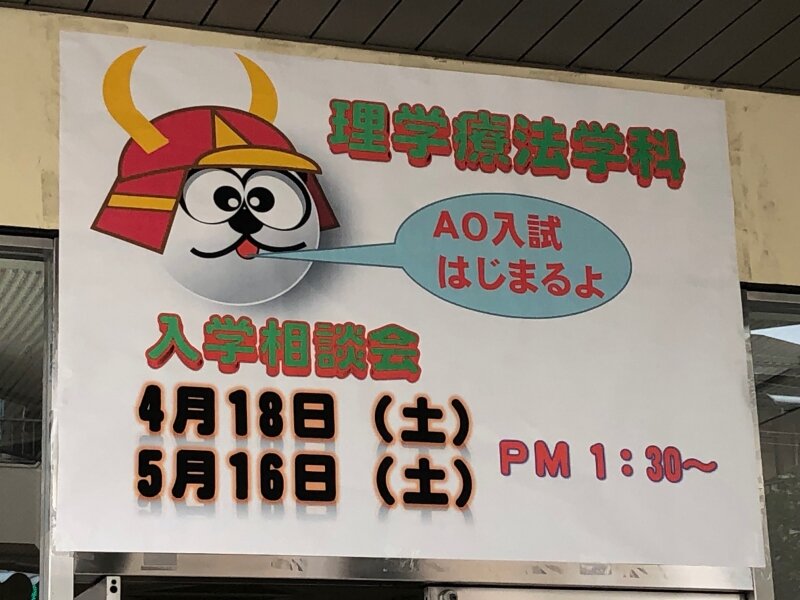 理学療法学科
AO入試
はじまるよ
入学相談会
4月18日（土）
5月16日（土）
PM 1：30～